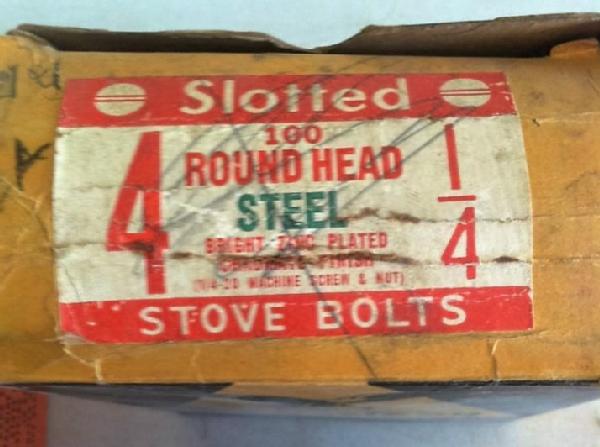 Slotted
100
4 ROUND HEAD 1/4
STEEL
BRIGHT ZINC PLATED
FINISH
(1/4-20 MACHINE SCREW & NUT)
STOVE BOLTS